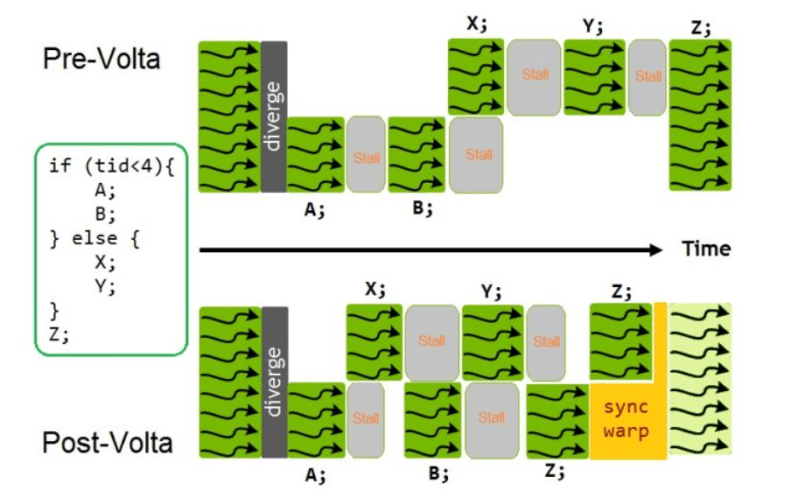 Pre-Volta
if (tid<4){
A;
B;
} else {
X;
Y;
}
Z;
Post-Volta
X;
Y;
Z;
diverge
Stall
Stall
Stall
Stall
A;
B;
Time
X;
Y;
Z;
diverge
Stall
Stall
Stall
Stall
sync
warp
A;
B;
Z;